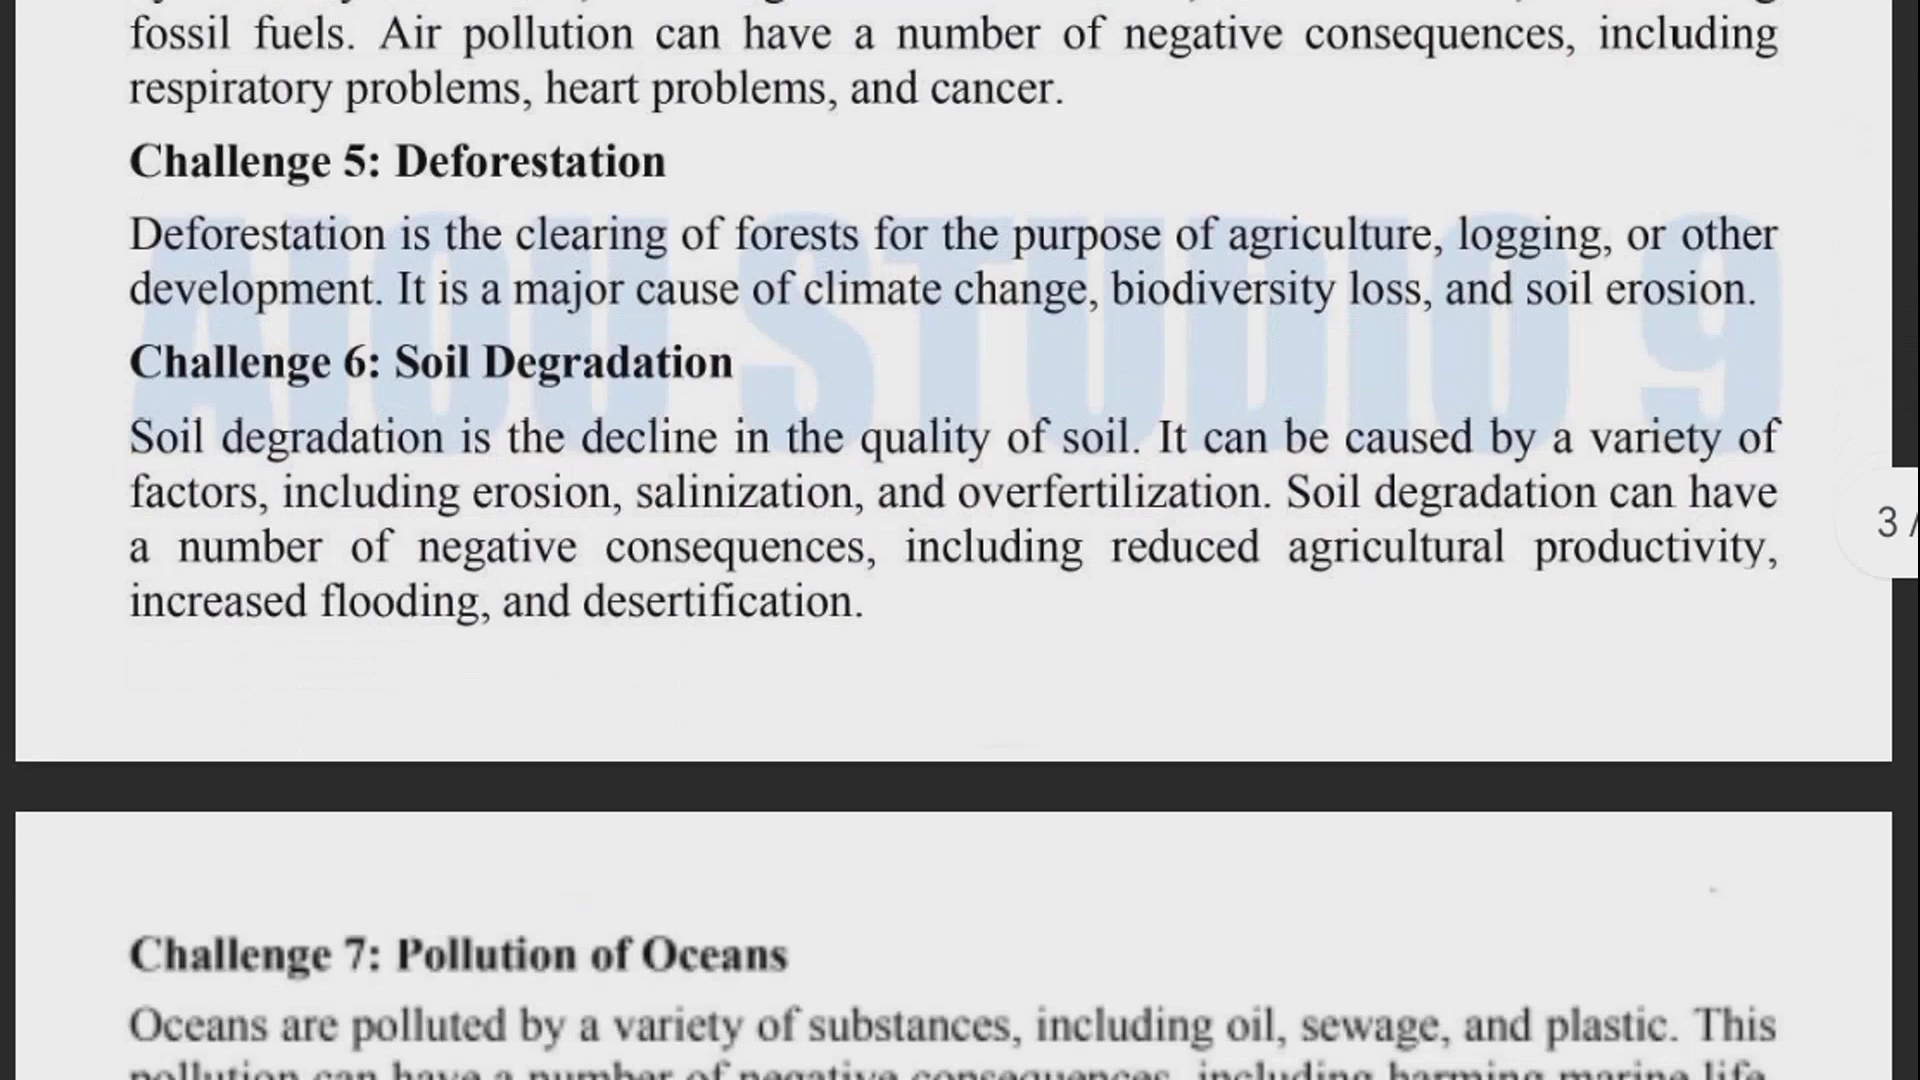 fossil fuels. Air pollution can have a number of negative consequences, including
respiratory problems, heart problems, and cancer.
Challenge 5: Deforestation
Deforestation is the clearing of forests for the purpose of agriculture, logging, or other
development. It is a major cause of climate change, biodiversity loss, and soil erosion.
AIOU STUDIO 9
Challenge 6: Soil Degradation
Soil degradation is the decline in the quality of soil. It can be caused by a variety of
factors, including erosion, salinization, and overfertilization. Soil degradation can have
a number of negative consequences, including reduced agricultural productivity,
increased flooding, and desertification.
3 /
Challenge 7: Pollution of Oceans
Oceans are polluted by a variety of substances, including oil, sewage, and plastic. This
pollution can have a number of negative consequences, including harming marine life,